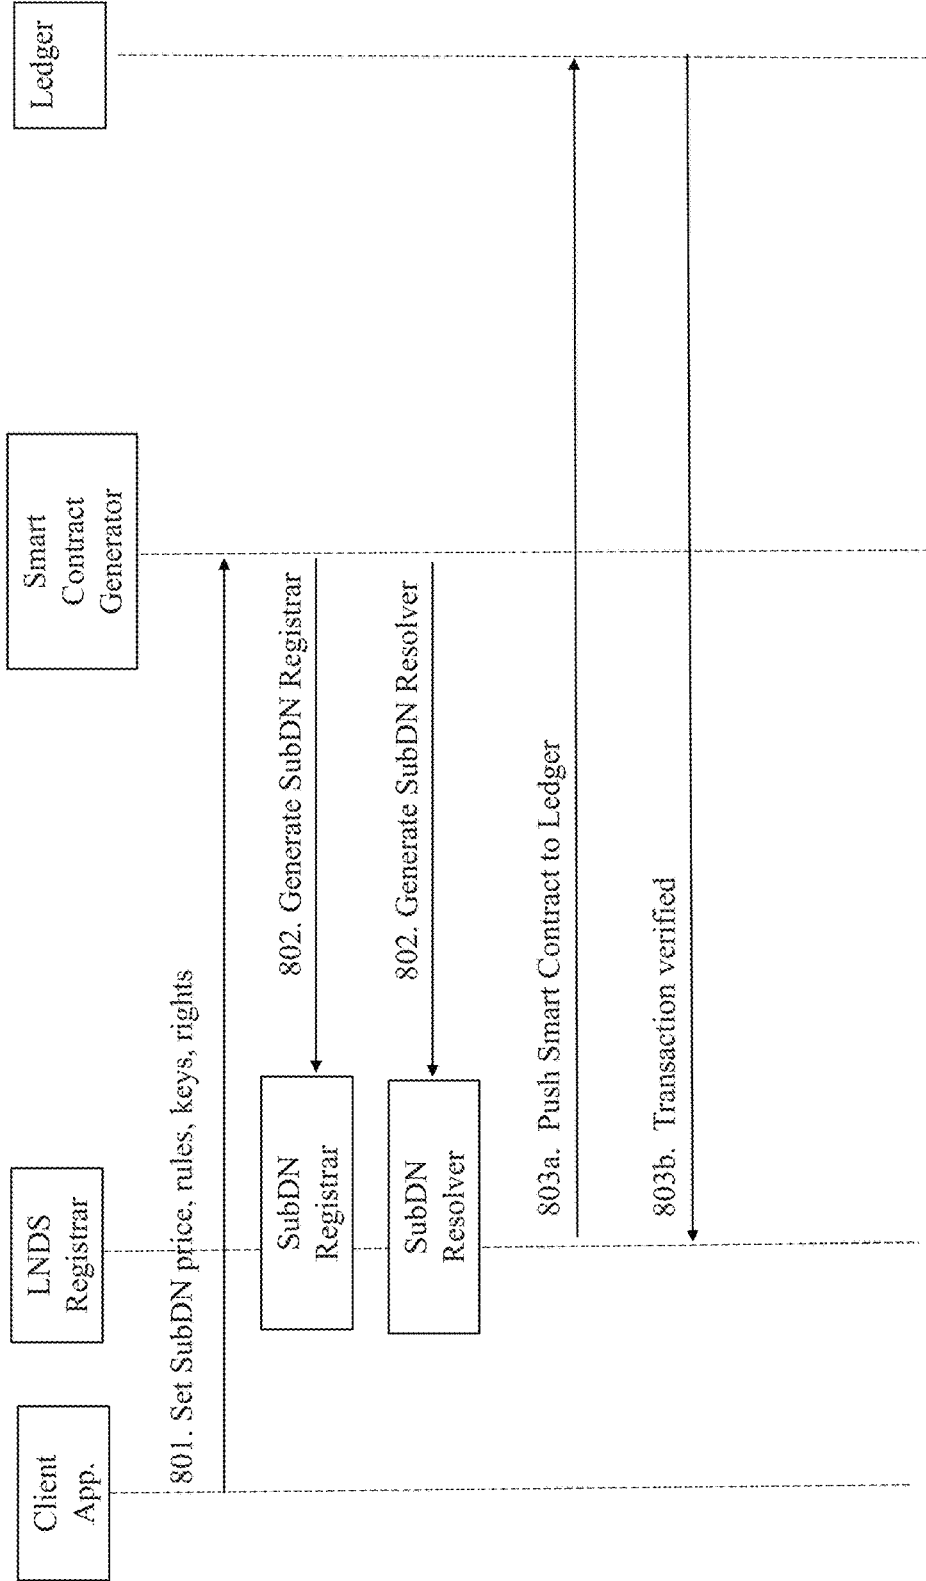 Client
App.
LNDS
Registrar
Smart
Contract
Generator
Ledger
801. Set SubDN price, rules, keys, rights
802. Generate SubDN Registrar
SubDN
Registrar
802. Generate SubDN Resolver
SubDN
Resolver
803a. Push Smart Contract to Ledger
803b. Transaction verified